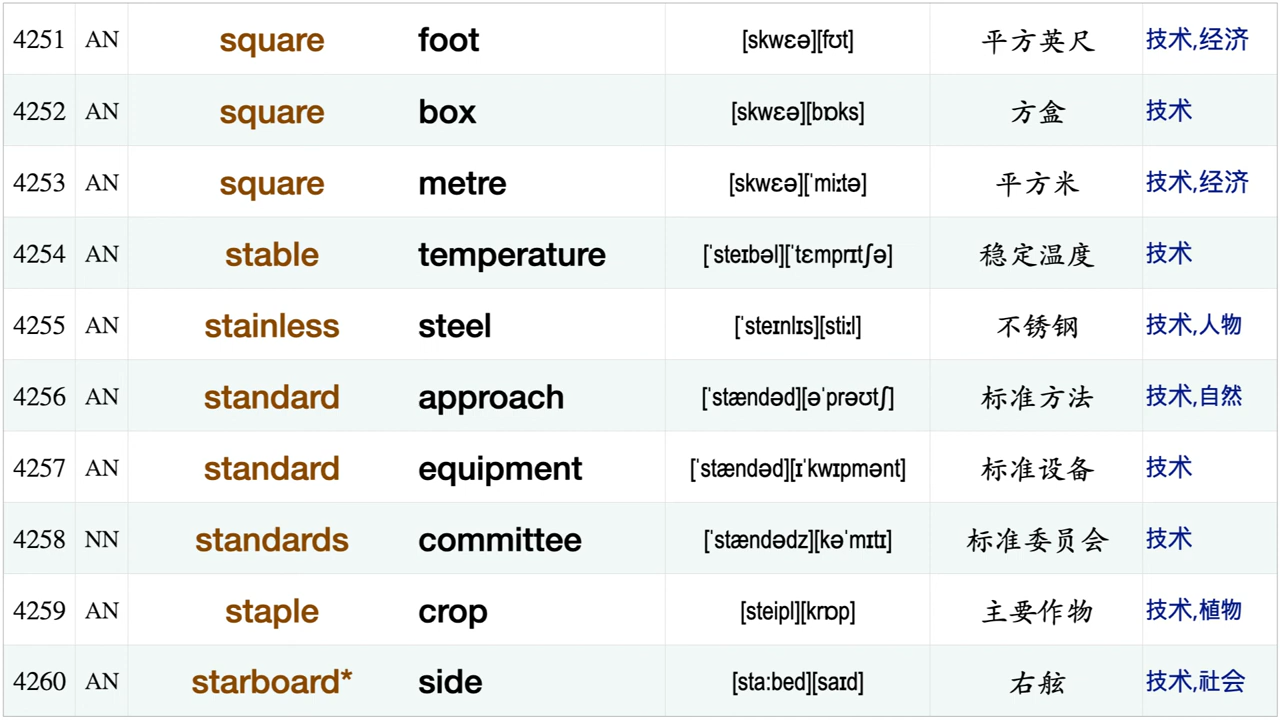 4251 AN square foot [skwɛə][fʊt] 平方英尺 技术,经济
4252 AN square box [skwɛə][bɒks] 方盒 技术
4253 AN square metre [skwɛə][ˈmiːtə] 平方米 技术,经济
4254 AN stable temperature [ˈsteɪbəl][ˈtɛmprɪtʃə] 稳定温度 技术
4255 AN stainless steel [ˈsteɪnlɪs][stiːl] 不锈钢 技术,人物
4256 AN standard approach [ˈstændəd][əˈprəʊtʃ] 标准方法 技术,自然
4257 AN standard equipment [ˈstændəd][ɪˈkwɪpmənt] 标准设备 技术
4258 NN standards committee [ˈstændədz][kəˈmɪtɪ] 标准委员会 技术
4259 AN staple crop [steipl][krɒp] 主要作物 技术,植物
4260 AN starboard* side [sta:bed][saɪd] 右舷 技术,社会